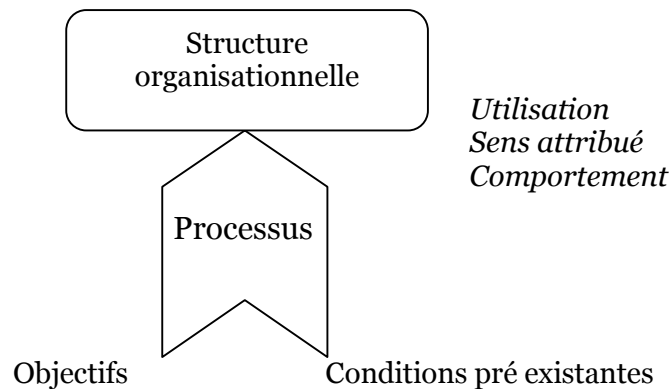 Structure
organisationnelle
Utilisation
Sens attribué
Comportement
Processus
Objectifs
Conditions pré existantes